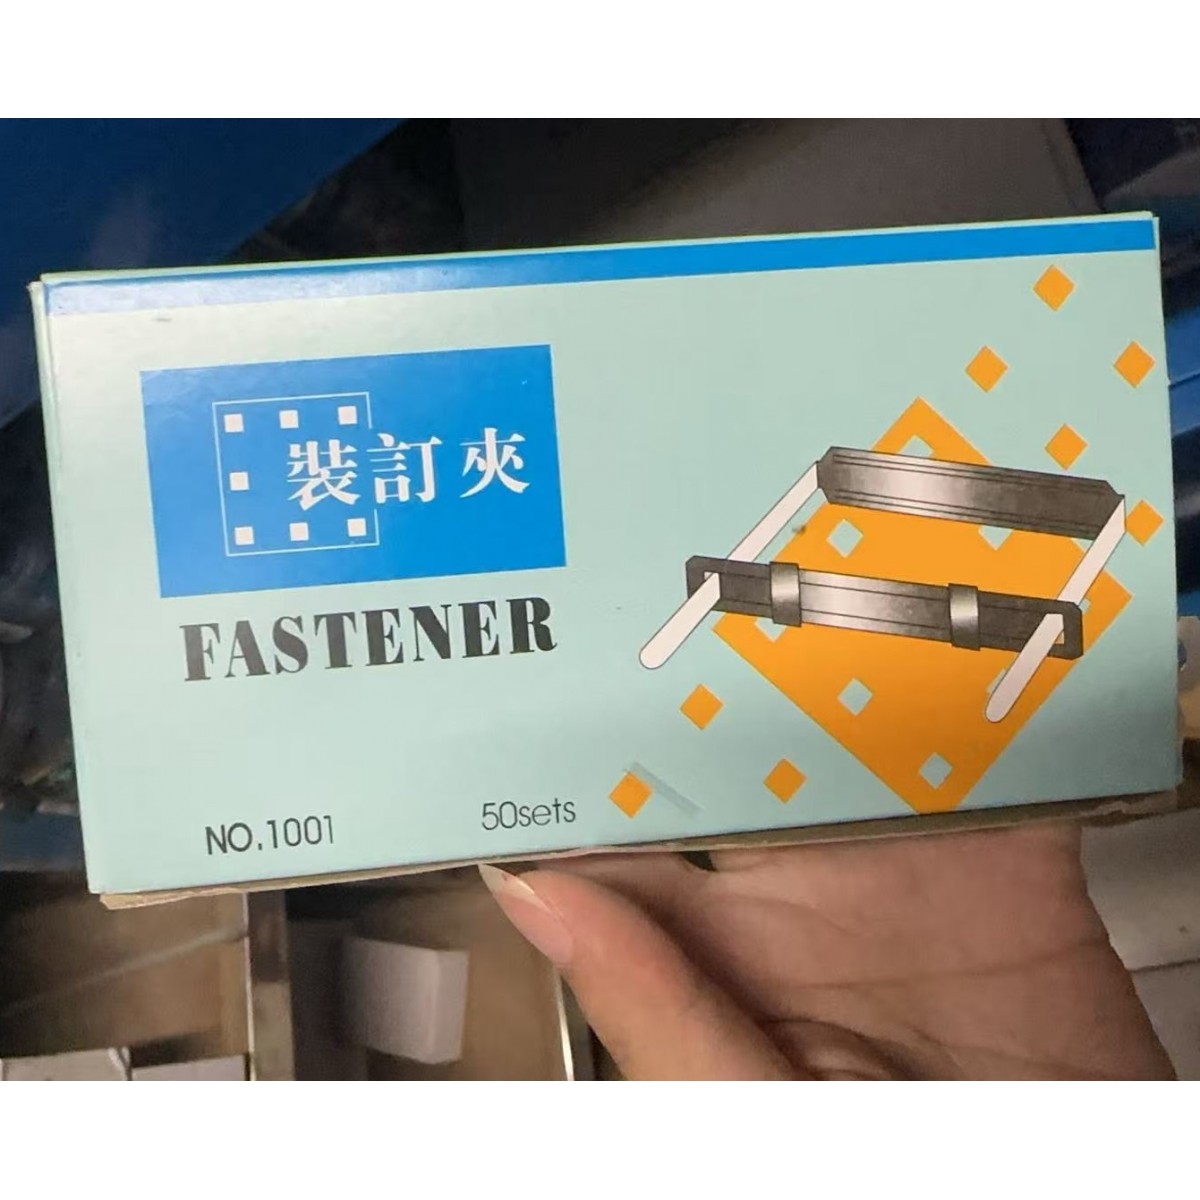 裝訂夾
FASTENER
NO.1001
50sets